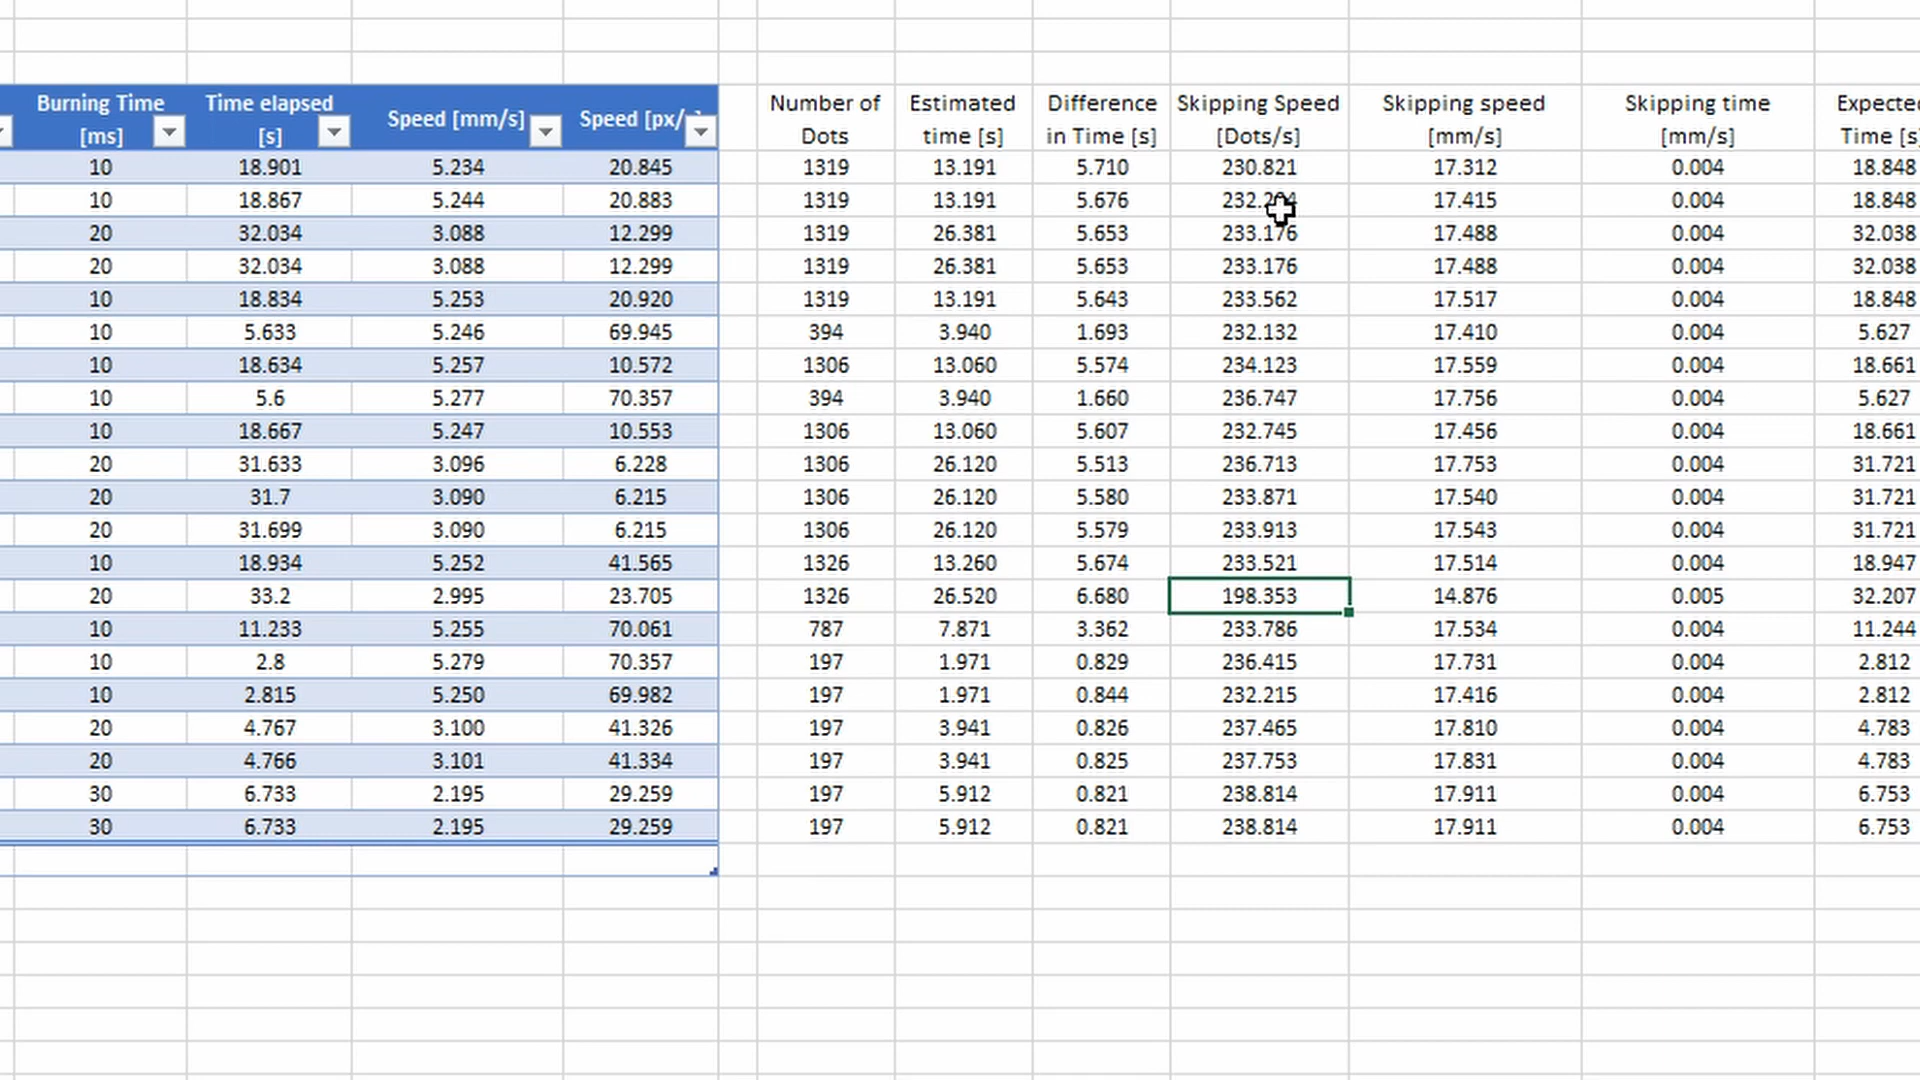 Burning Time [ms] Time elapsed [s] Speed [mm/s] Speed [px/ Number of Dots Estimated time [s] Difference in Time [s] Skipping Speed [Dots/s] Skipping speed [mm/s] Skipping time [mm/s] Expected Time [s]
10 18.901 5.234 20.845 1319 13.191 5.710 230.821 17.312 0.004 18.848
10 18.867 5.244 20.883 1319 13.191 5.676 17.415 0.004 18.848
20 32.034 3.088 12.299 1319 26.381 5.653 233.176 17.488 0.004 32.038
20 32.034 3.088 12.299 1319 26.381 5.653 233.176 17.488 0.004 32.038
10 18.834 5.253 20.920 1319 13.191 5.643 233.562 17.517 0.004 18.848
10 5.633 5.246 69.945 394 3.940 1.693 232.132 17.410 0.004 5.627
10 18.634 5.257 10.572 1306 13.060 5.574 234.123 17.559 0.004 18.661
10 5.6 5.277 70.357 394 3.940 1.660 236.747 17.756 0.004 5.627
10 18.667 5.247 10.553 1306 13.060 5.607 232.745 17.456 0.004 18.661
20 31.633 3.096 6.228 1306 26.120 5.513 236.713 17.753 0.004 31.721
20 31.7 3.090 6.215 1306 26.120 5.580 233.871 17.540 0.004 31.721
20 31.699 3.090 6.215 1306 26.120 5.579 233.913 17.543 0.004 31.721
10 18.934 5.252 41.565 1326 13.260 5.674 233.521 17.514 0.004 18.947
20 33.2 2.995 23.705 1326 26.520 6.680 198.353 14.876 0.005 32.207
10 11.233 5.255 70.061 787 7.871 3.362 233.786 17.534 0.004 11.244
10 2.8 5.279 70.357 197 1.971 0.829 236.415 17.731 0.004 2.812
10 2.815 5.250 69.982 197 1.971 0.844 232.215 17.416 0.004 2.812
20 4.767 3.100 41.326 197 3.941 0.826 237.465 17.810 0.004 4.783
20 4.766 3.101 41.334 197 3.941 0.825 237.753 17.831 0.004 4.783
30 6.733 2.195 29.259 197 5.912 0.821 238.814 17.911 0.004 6.753
30 6.733 2.195 29.259 197 5.912 0.821 238.814 17.911 0.004 6.753